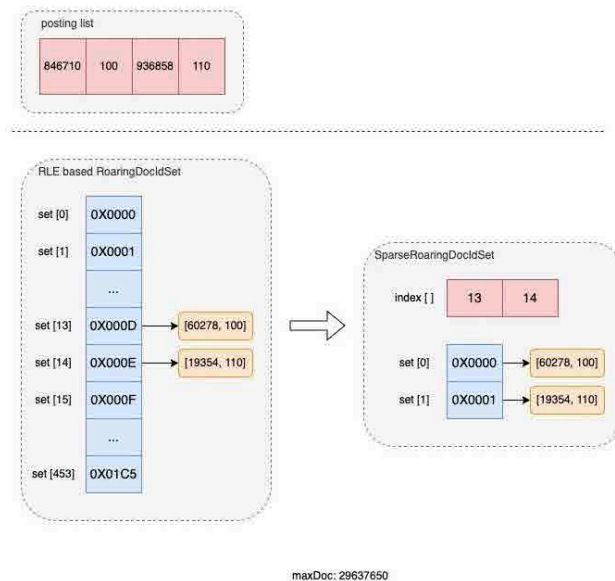 posting list
846710 100 936858 110
RLE based RoaringDocIdSet
set [0] 0X0000
set [1] 0X0001
...
set [13] 0X000D [60278, 100]
set [14] 0X000E [19354, 110]
set [15] 0X000F
...
set [453] 0X01C5
SparseRoaringDocIdSet
index [ ] 13 14
set [0] 0X0000 [60278, 100]
set [1] 0X0001 [19354, 110]
maxDoc: 29637650